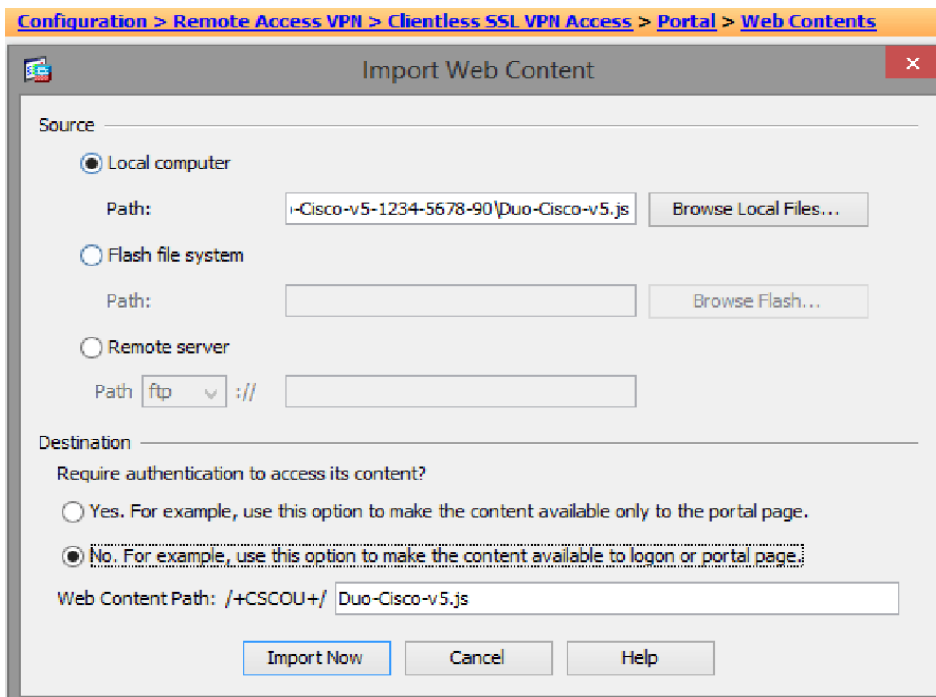 Configuration > Remote Access VPN > Clientless SSL VPN Access > Portal > Web Contents
Import Web Content
Source
Local computer
Path: -Cisco-v5-1234-5678-90\Duo-Cisco-v5.js Browse Local Files...
Flash file system
Path: Browse Flash...
Remote server
Path ftp ://
Destination
Require authentication to access its content?
Yes. For example, use this option to make the content available only to the portal page.
No. For example, use this option to make the content available to logon or portal page.
Web Content Path: /+CSCOU+/ Duo-Cisco-v5.js
Import Now Cancel Help